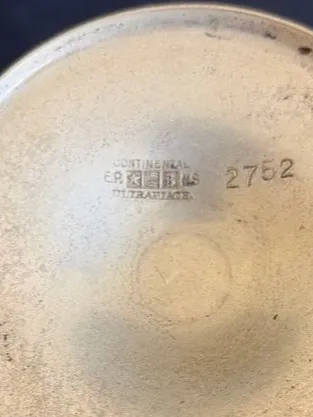 CONTINENTAL
E.P. N.S
ULTRAPLATE.
2752